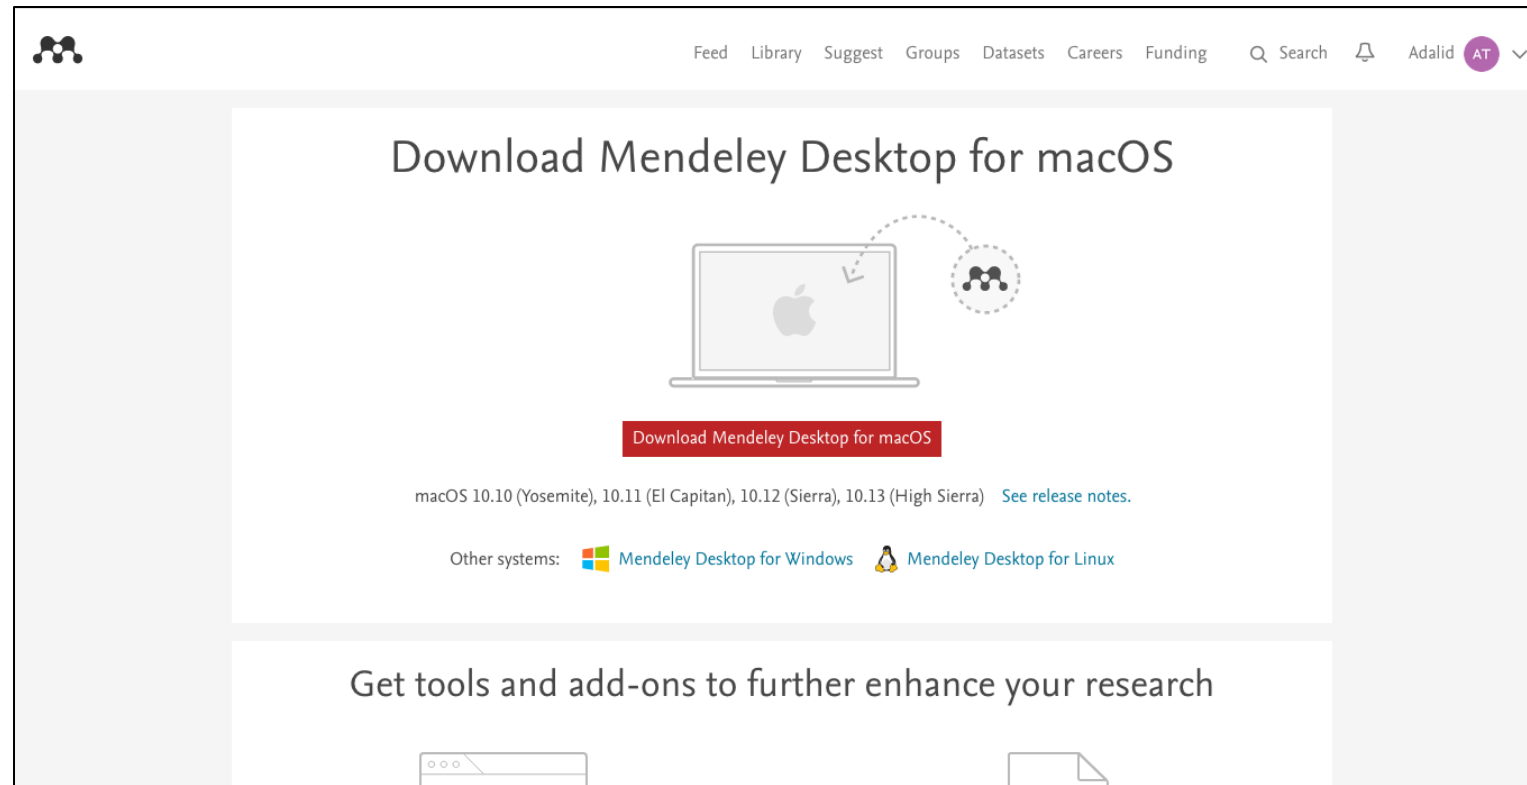 Feed Library Suggest Groups Datasets Careers Funding Search Adalid AT
Download Mendeley Desktop for macOS
Download Mendeley Desktop for macOS
macOS 10.10 (Yosemite), 10.11 (El Capitan), 10.12 (Sierra), 10.13 (High Sierra) See release notes.
Other systems: Mendeley Desktop for Windows Mendeley Desktop for Linux
Get tools and add-ons to further enhance your research